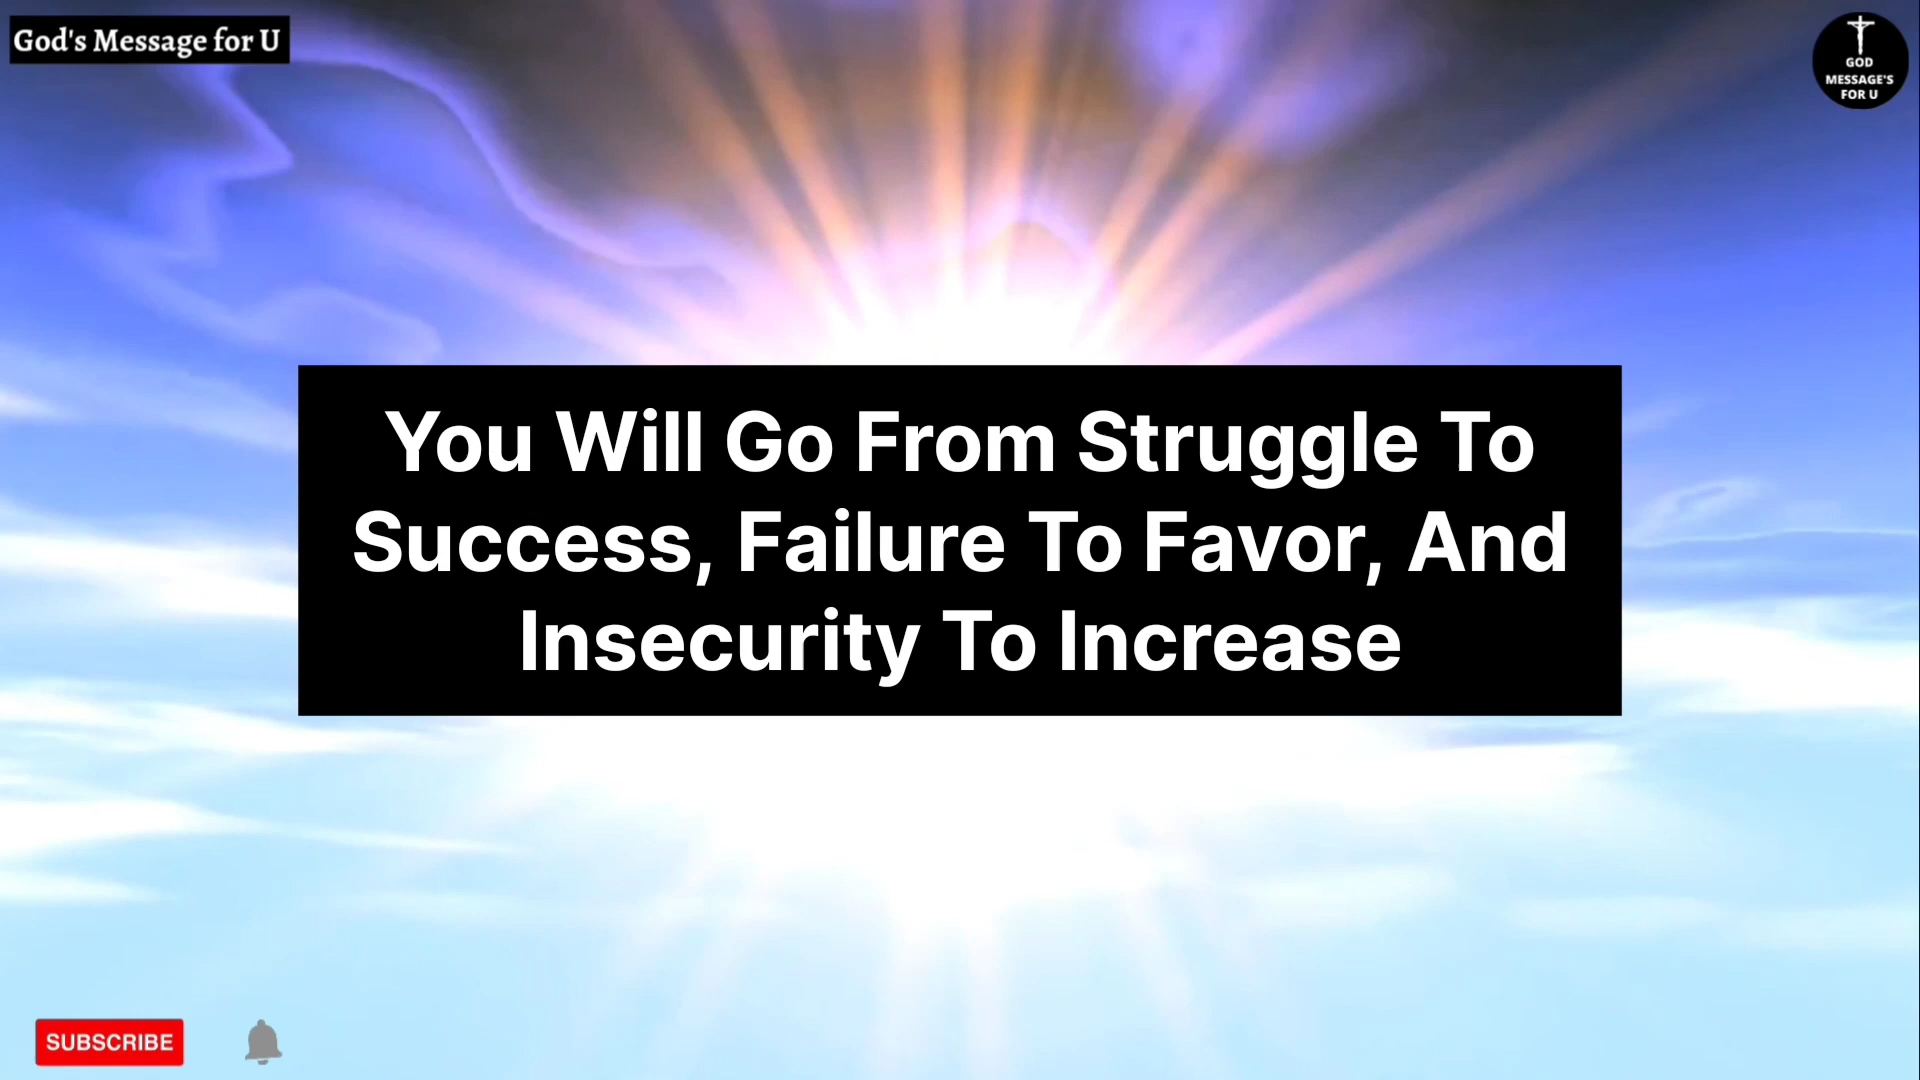 God's Message for U
GOD
MESSAGE'S
FOR U
You Will Go From Struggle To
Success, Failure To Favor, And
Insecurity To Increase
SUBSCRIBE